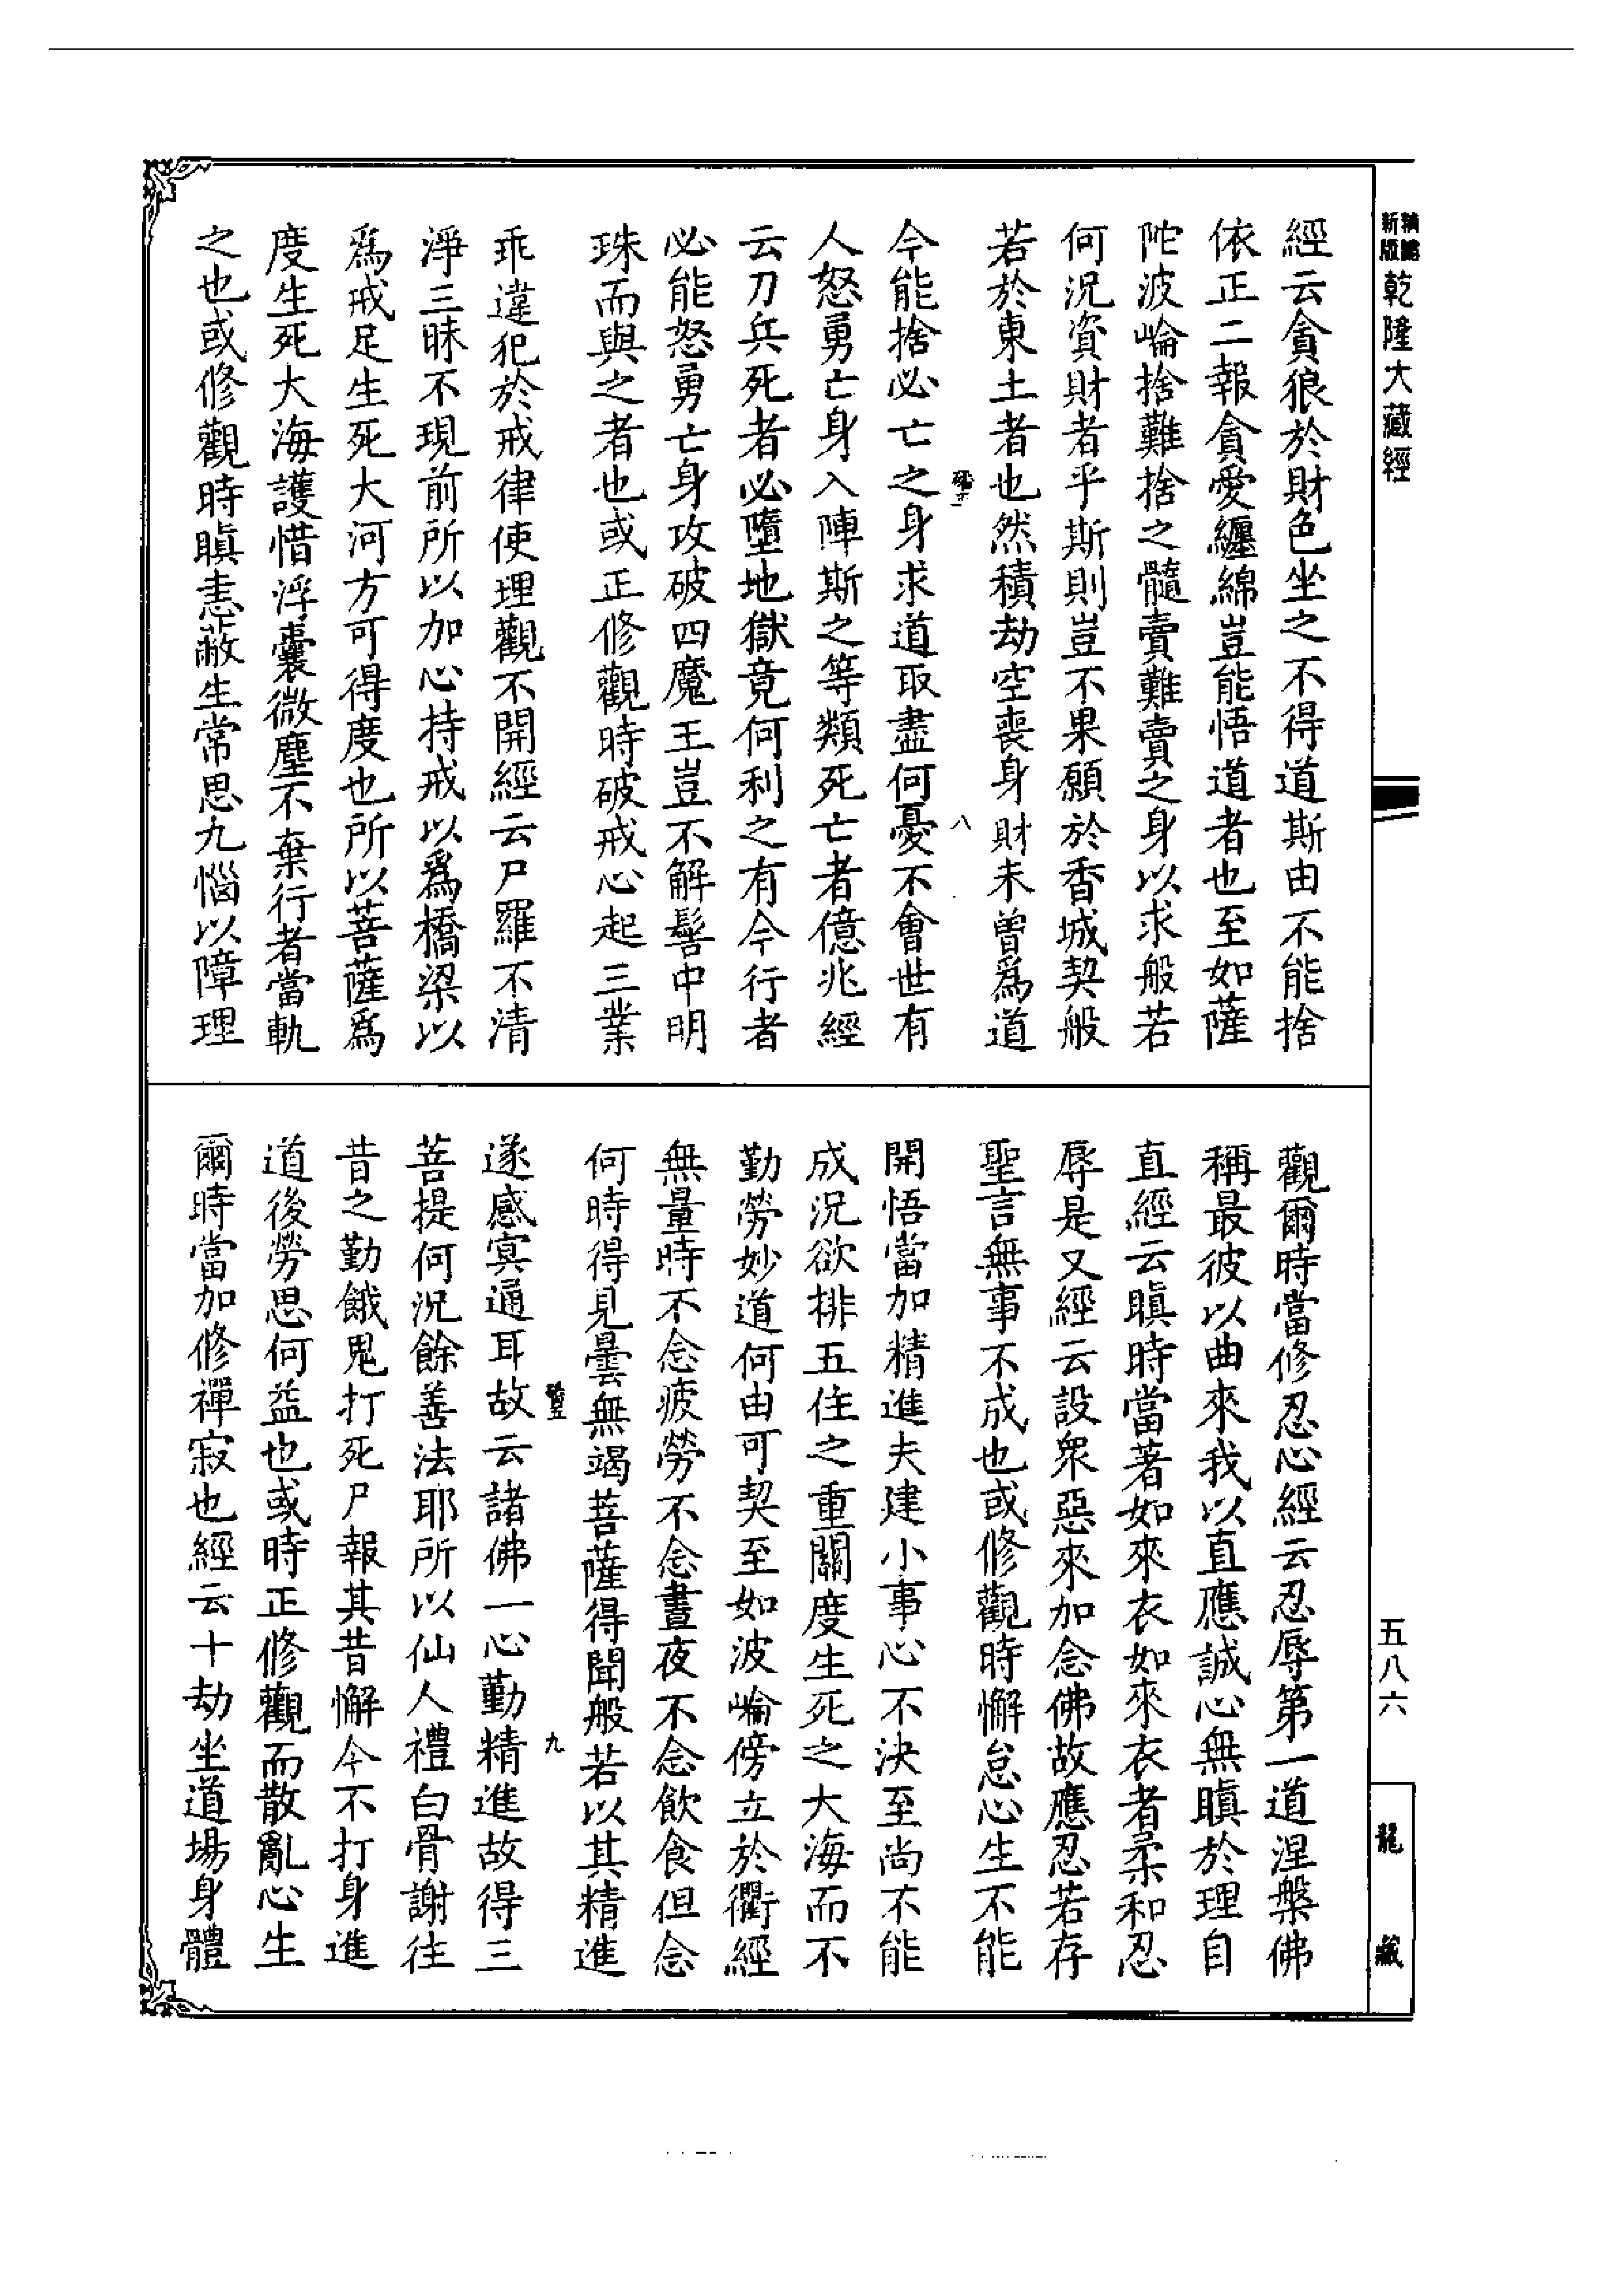 新版
乾隆大藏經
經云貪狼於財色坐之不得道斯由不能捨
依正二報貪愛纏綿豈能悟道者也至如薩
陀波崙捨難捨之髓賣難賣之身以求般若
何況資財者乎斯則豈不果願於香城契般
若於東土者也然積劫空喪身財未曾爲道
八
今能捨必亡之身求道取盡何憂不會世有
人怒勇亡身入陣斯之等類死亡者億兆經
云刀兵死者必墮地獄竟何利之有今行者
必能怒勇亡身攻破四魔王豈不解髻中明
珠而與之者也或正修觀時破戒心起三業
乖違犯於戒律使理觀不開經云尸羅不清
淨三昧不現前所以加心持戒以爲橋梁以
爲戒足生死大河方可得度也所以菩薩爲
度生死大海護惜浮囊微塵不棄行者當軌
之也或修觀時瞋恚蔽生常思九惱以障理
觀爾時當修忍心經云忍辱第一道涅槃佛
稱最彼以曲來我以直應誠心無瞋於理自
直經云瞋時當著如來衣如來衣者柔和忍
辱是又經云設衆惡來加念佛故應忍若存
聖言無事不成也或修觀時懈怠心生不能
開悟當加精進夫建小事心不決至尚不能
成況欲排五住之重關度生死之大海而不
勤勞妙道何由可契至如波崙傍立於衢經
無量時不念疲勞不念晝夜不念飲食但念
何時得見曇無竭菩薩得聞般若以其精進
九
遂感冥通耳故云諸佛一心勤精進故得三
菩提何況餘善法耶所以仙人禮白骨謝往
昔之勤餓鬼打死尸報其昔懈今不打身進
道後勞思何益也或時正修觀而散亂心生
爾時當加修禪寂也經云十劫坐道場身體
五八六
龍藏